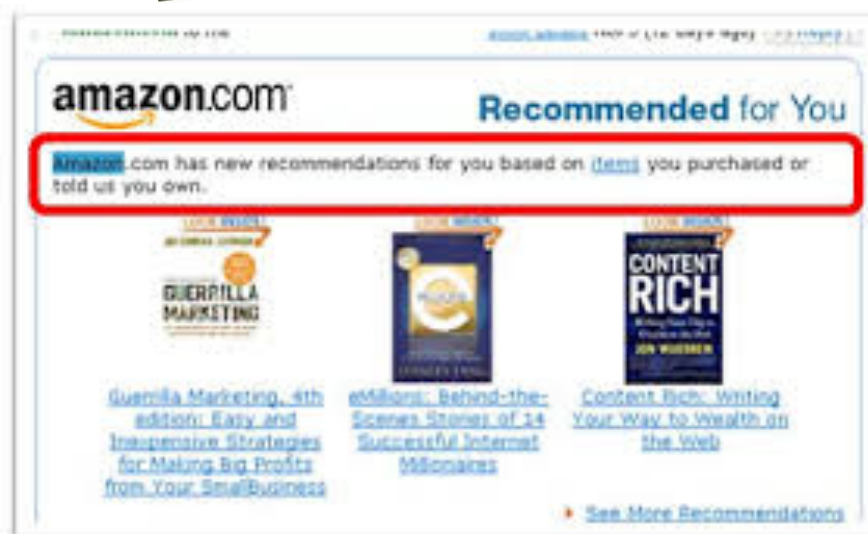 amazon.com
Recommended for You
Amazon.com has new recommendations for you based on items you purchased or
told us you own.
GUERRILLA
MARKETING
CONTENT
RICH
Guerrilla Marketing, 4th
edition: Easy and
Inexpensive Strategies
for Making Big Profits
from Your SmallBusiness
eMillions: Behind-the-
Scenes Stories of 14
Successful Internet
Millionaires
Content Rich: Writing
Your Way to Wealth on
the Web
See More Recommendations